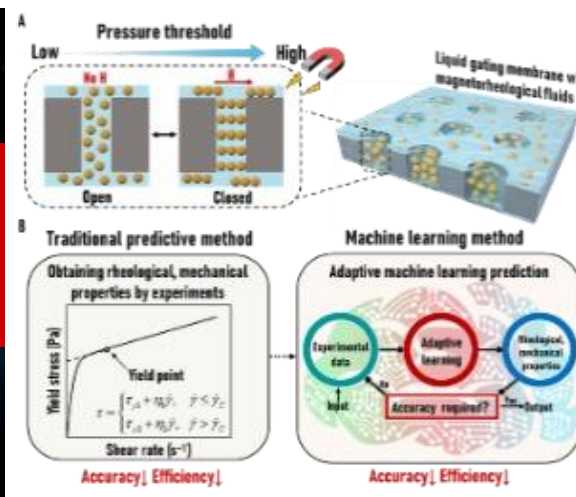 A
Pressure threshold
Low
High
No H
H
Open
Closed
Liquid gating membrane w
magnetorheological fluids
B
Traditional predictive method
Obtaining rheological, mechanical
properties by experiments
Yield stress (Pa)
Yield point
Shear rate (s⁻¹)
Accuracy↓ Efficiency↓
Machine learning method
Adaptive machine learning prediction
Experimental
data
Adaptive
learning
Rheological,
mechanical
properties
No
Input
Accuracy required?
Yes
Output
Accuracy↓ Efficiency↓